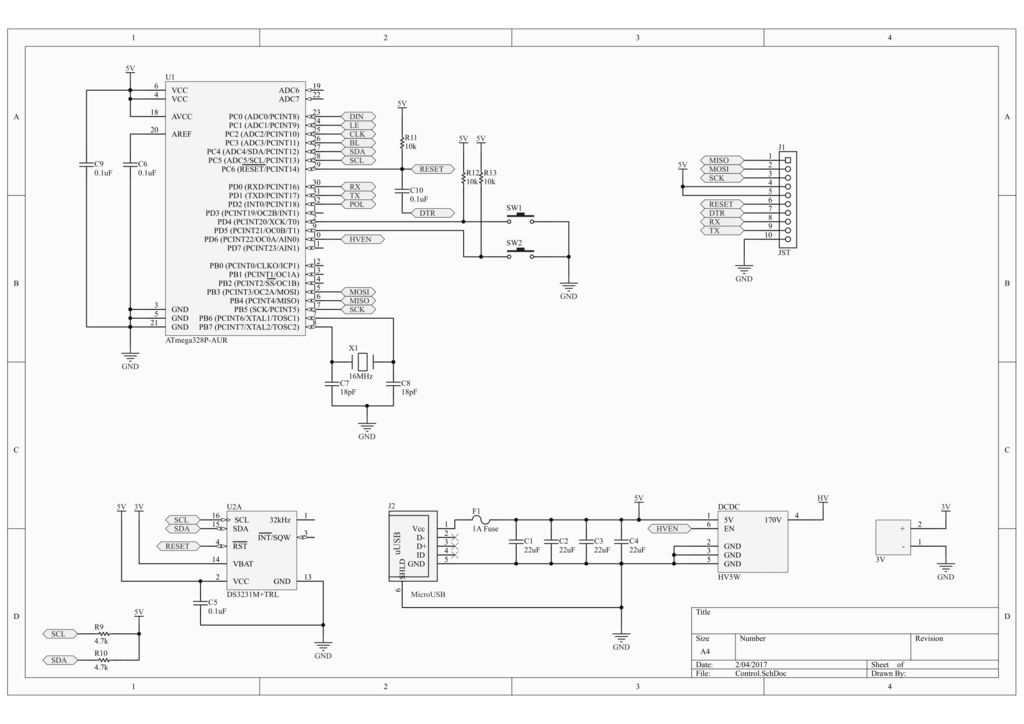 1 2 3 4
A
B
C
D
A
B
C
D
1 2 3 4
5V
U1
6 VCC
4 VCC
18 AVCC
20 AREF
3 GND
5 GND
21 GND
C9
0.1uF
C6
0.1uF
GND
ADC6 19
ADC7 22
PC0 (ADC0/PCINT8) 23 DIN
PC1 (ADC1/PCINT9) 24 LE
PC2 (ADC2/PCINT10) 25 CLK
PC3 (ADC3/PCINT11) 26 BL
PC4 (ADC4/SDA/PCINT12) 27 SDA
PC5 (ADC5/SCL/PCINT13) 28 SCL
PC6 (RESET/PCINT14) 29 RESET
PD0 (RXD/PCINT16) 30 RX
PD1 (TXD/PCINT17) 31 TX
PD2 (INT0/PCINT18) 32 POL
PD3 (PCINT19/OC2B/INT1) 1
PD4 (PCINT20/XCK/T0) 2
PD5 (PCINT21/OC0B/T1) 9
PD6 (PCINT22/OC0A/AIN0) 10 HVEN
PD7 (PCINT23/AIN1) 11
PB0 (PCINT0/CLKO/ICP1) 12
PB1 (PCINT1/OC1A) 13
PB2 (PCINT2/SS/OC1B) 14
PB3 (PCINT3/OC2A/MOSI) 15 MOSI
PB4 (PCINT4/MISO) 16 MISO
PB5 (SCK/PCINT5) 17 SCK
PB6 (PCINT6/XTAL1/TOSC1) 7
PB7 (PCINT7/XTAL2/TOSC2) 8
ATmega328P-AUR
5V
R11
10k
C10
0.1uF
DTR
5V 5V
R12 R13
10k 10k
SW1
SW2
GND
X1
16MHz
C7
18pF
C8
18pF
GND
J1
MISO 1
MOSI 2
SCK 3
5V
4
5
RESET 6
DTR 7
RX 8
TX 9
10
JST
GND
5V 3V
U2A
SCL 16 SCL
SDA 15 SDA
RESET 4 RST
14 VBAT
2 VCC
32kHz 1
INT/SQW 3
GND 13
DS3231M+TRL
C5
0.1uF
GND
5V
SCL R9
4.7k
SDA R10
4.7k
J2
uUSB
SHLD
Vcc 1
D- 2
D+ 3
ID 4
GND 5
6
MicroUSB
F1
1A Fuse
C1
22uF
C2
22uF
C3
22uF
C4
22uF
5V
GND
HVEN
DCDC
1 5V
6 EN
2 GND
3 GND
5 GND
170V 4
HV
HV5W
3V
+ 2
- 1
3V
GND
Title
Size Number Revision
A4
Date: 2/04/2017 Sheet of
File: Control.SchDoc Drawn By: